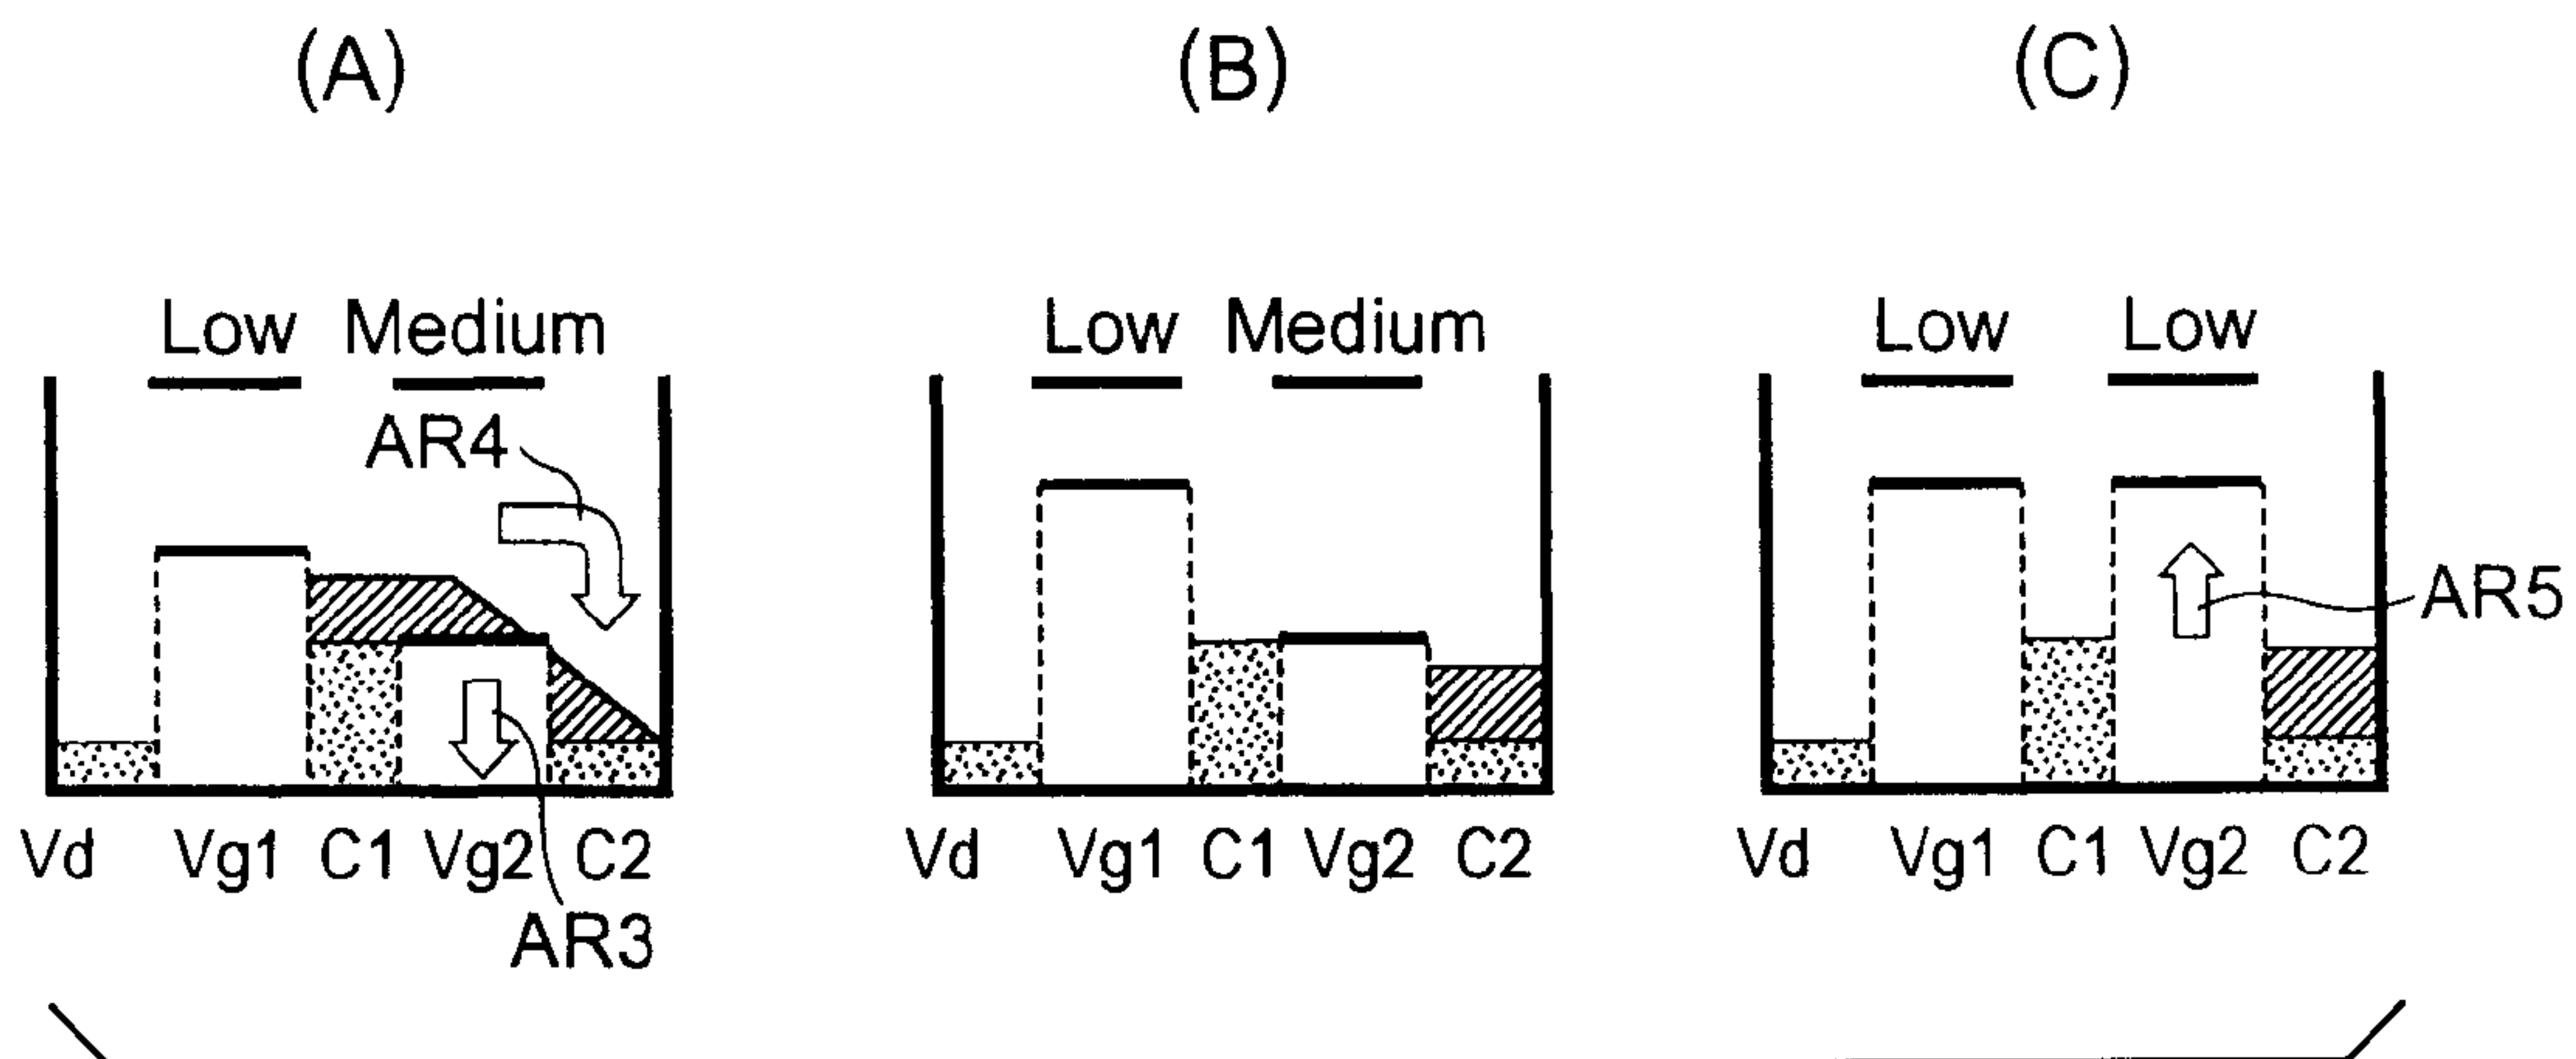 (A) (B) (C)
Low Medium Low Medium Low Low
AR4
AR5
Vd Vg1 C1 Vg2 C2 Vd Vg1 C1 Vg2 C2 Vd Vg1 C1 Vg2 C2
AR3